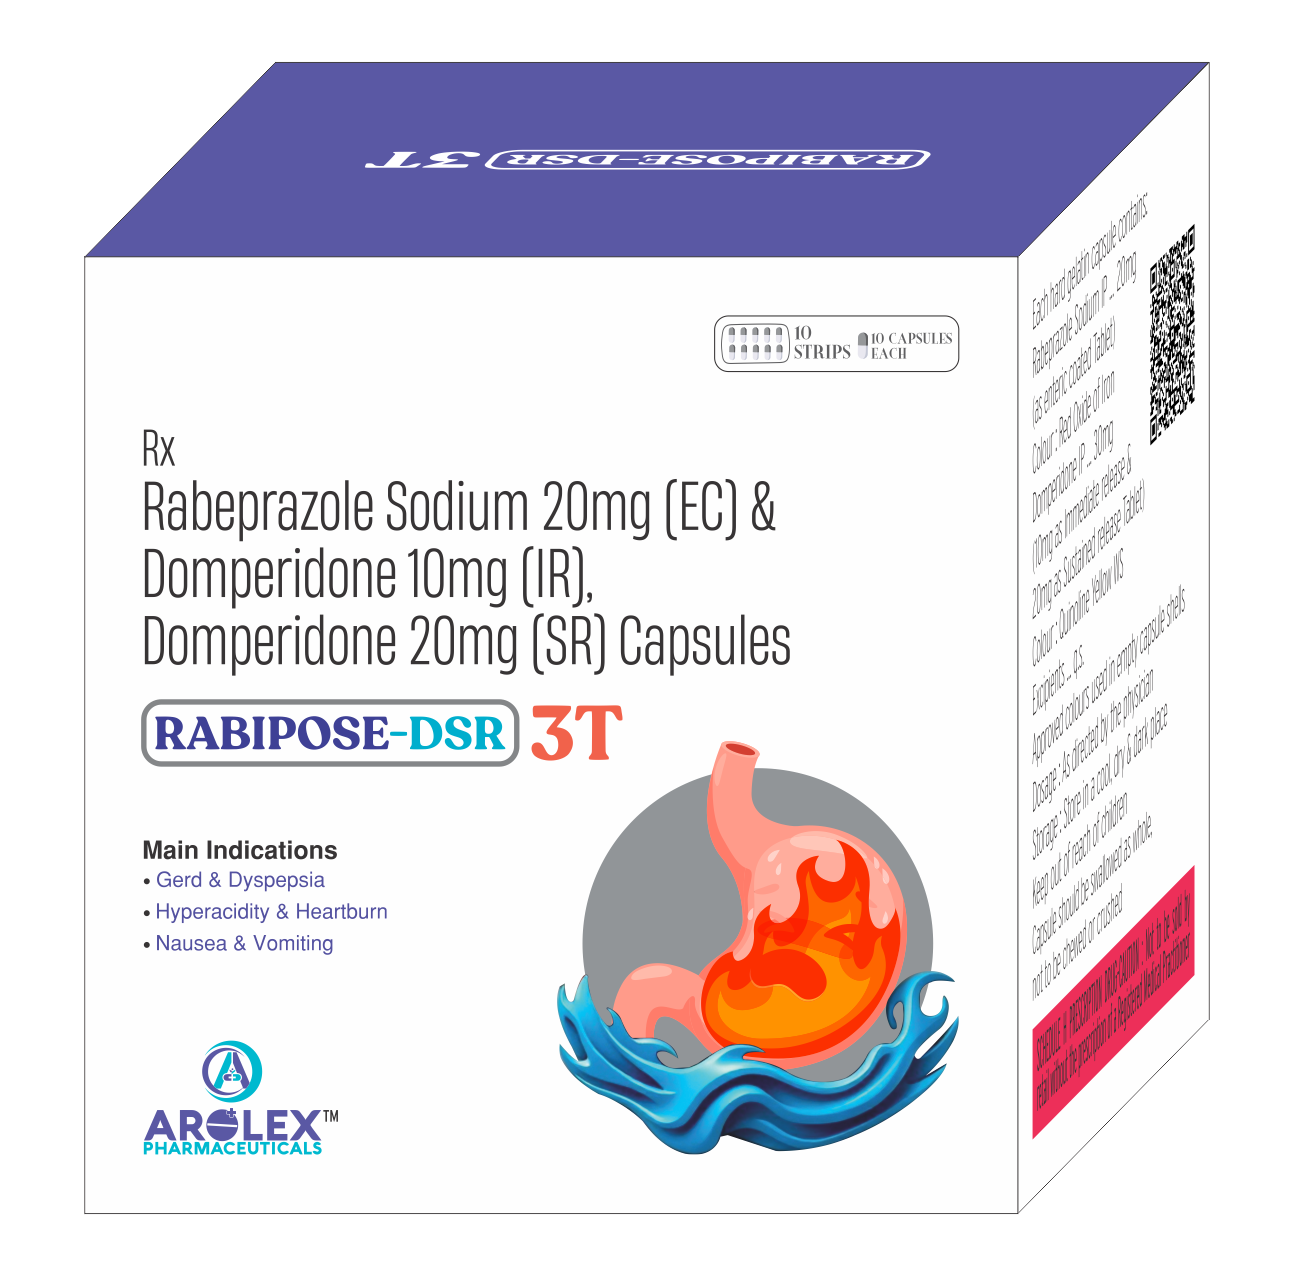 RABIPOSE-DSR 3T
10
STRIPS
10 CAPSULES
EACH
Rx
Rabeprazole Sodium 20mg (EC) &
Domperidone 10mg (IR),
Domperidone 20mg (SR) Capsules
RABIPOSE-DSR 3T
Main Indications
• Gerd & Dyspepsia
• Hyperacidity & Heartburn
• Nausea & Vomiting
AROLEX™
PHARMACEUTICALS
Each hard gelatin capsule contains:
Rabeprazole Sodium IP ... 20mg
(as enteric coated Tablet)
Colour : Red Oxide of Iron
Domperidone IP ... 30mg
(10mg as Immediate release &
20mg as Sustained release Tablet)
Colour : Quinoline Yellow WS
Excipients ... q.s.
Approved colours used in empty capsule shells
Dosage : As directed by the physician
Storage : Store in a cool, dry & dark place
Keep out of reach of children
Capsule should be swallowed as whole,
not to be chewed or crushed
SCHEDULE H PRESCRIPTION DRUG-CAUTION : Not to be sold by
retail without the prescription of a Registered Medical Practitioner